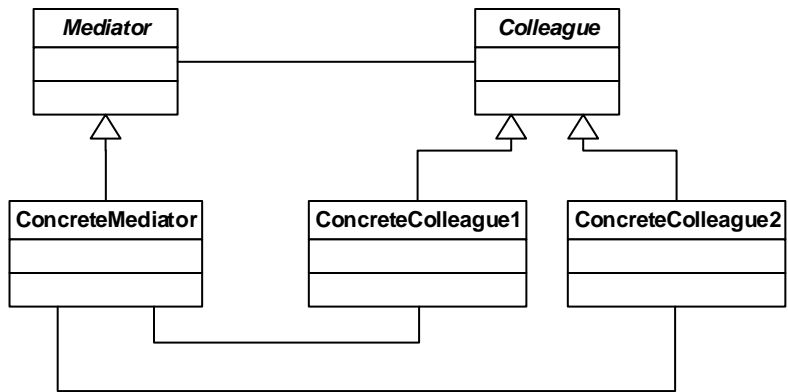 Mediator
Colleague
ConcreteMediator
ConcreteColleague1
ConcreteColleague2